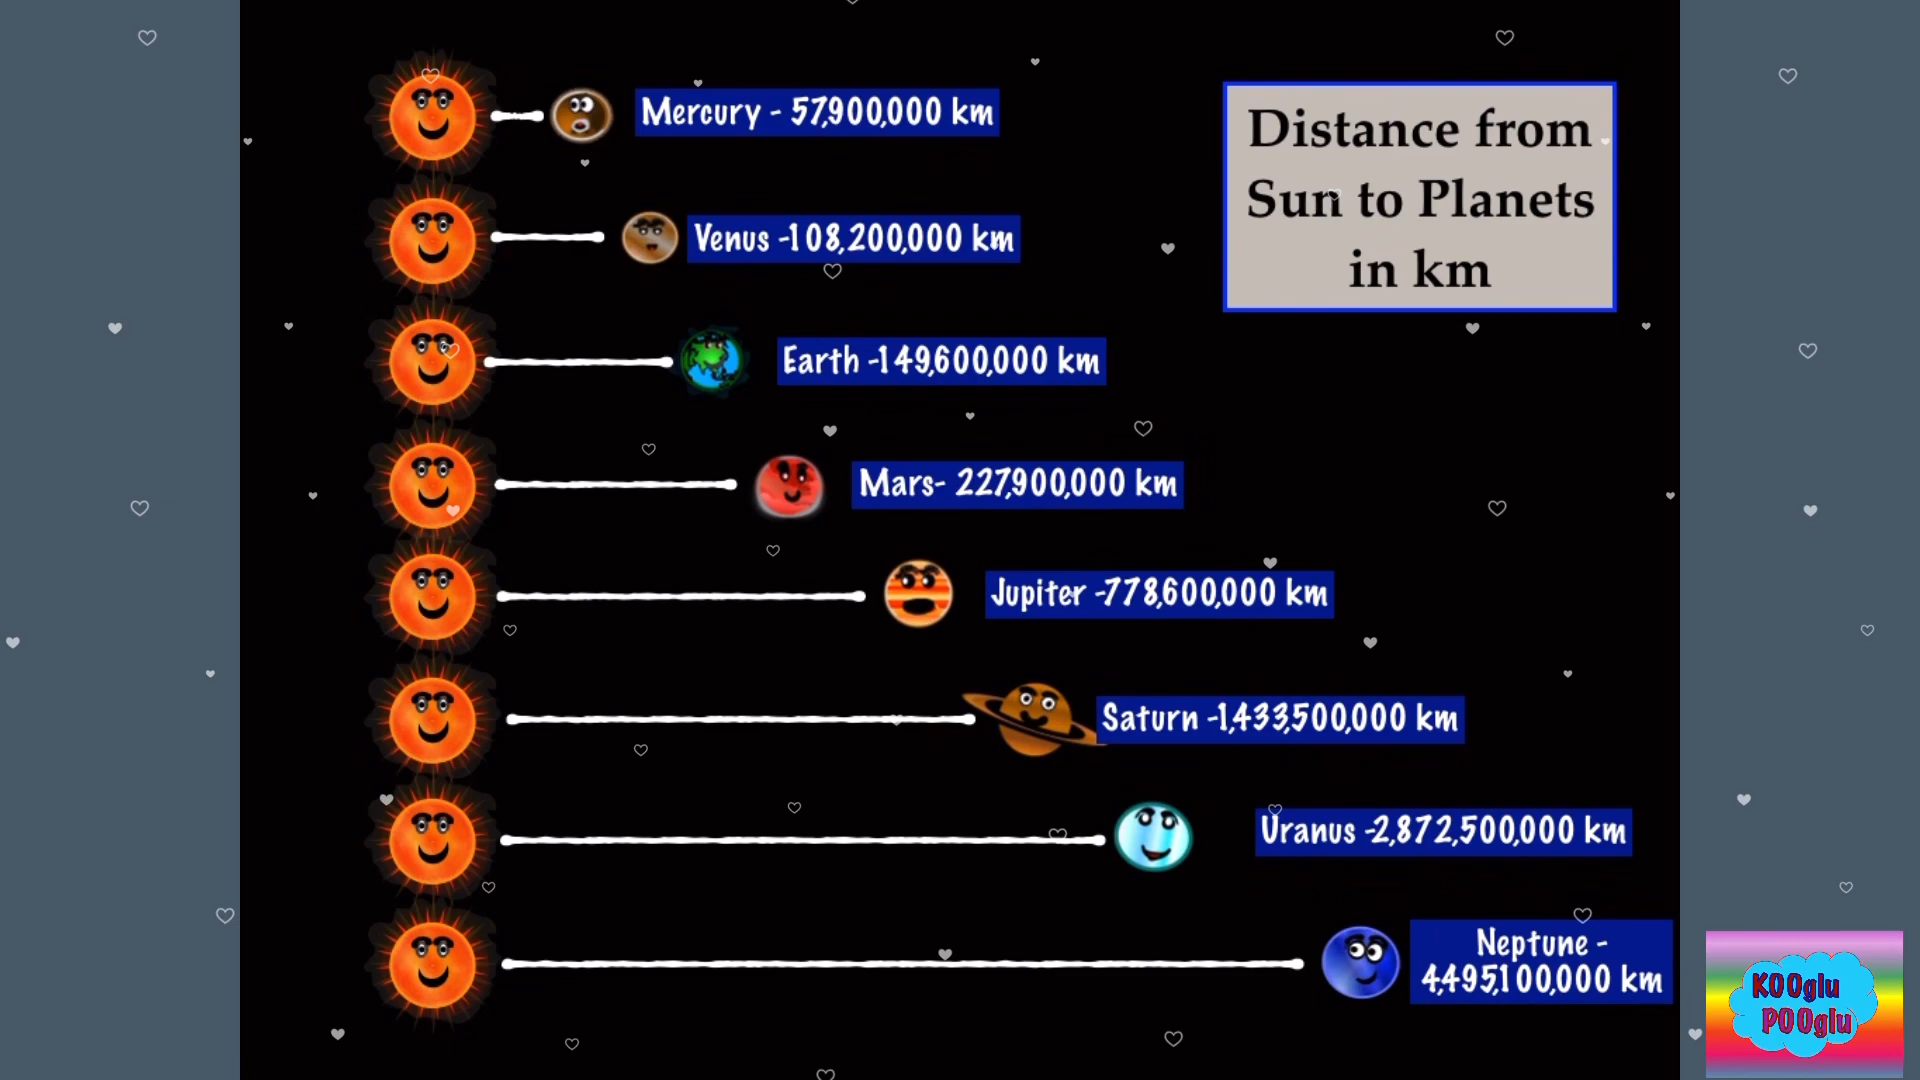 Mercury - 57,900,000 km
Distance from
Sun to Planets
in km
Venus -108,200,000 km
Earth -149,600,000 km
Mars- 227,900,000 km
Jupiter -778,600,000 km
Saturn -1,433,500,000 km
Uranus -2,872,500,000 km
Neptune -
4,495,100,000 km
KOOglu
POOglu